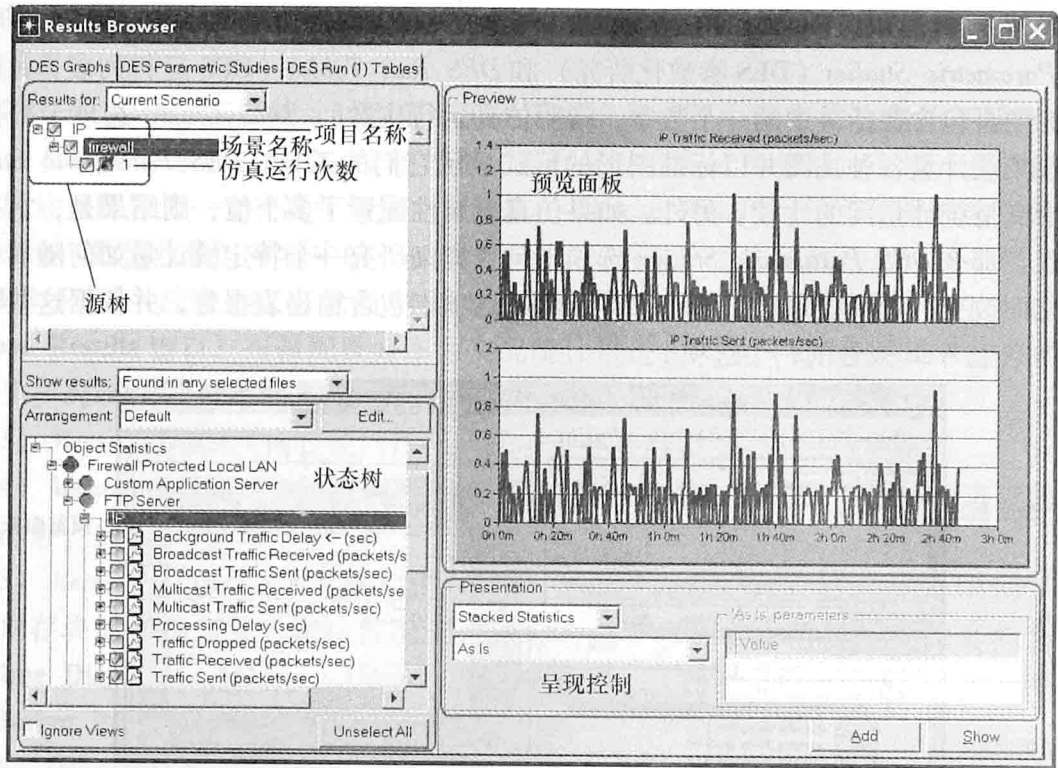 Results Browser
DES Graphs DES Parametric Studies DES Run (1) Tables
Results for: Current Scenario
IP
项目名称
firewall
场景名称
仿真运行次数
源树
Show results: Found in any selected files
Arrangement: Default Edit...
Object Statistics
Firewall Protected Local LAN
状态树
Custom Application Server
FTP Server
IP
Background Traffic Delay <- (sec)
Broadcast Traffic Received (packets/s
Broadcast Traffic Sent (packets/sec)
Multicast Traffic Received (packets/se
Multicast Traffic Sent (packets/sec)
Processing Delay (sec)
Traffic Dropped (packets/sec)
Traffic Received (packets/sec)
Traffic Sent (packets/sec)
Ignore Views Unselect All
Preview
IP.Traffic Received (packets/sec)
1.4
1.2
1
预览面板
0.8
0.6
0.4
0.2
0
IP.Traffic Sent (packets/sec)
1.2
1
0.8
0.6
0.4
0.2
0
0h 0m 0h 20m 0h 40m 1h 0m 1h 20m 1h 40m 2h 0m 2h 20m 2h 40m 3h 0m
Presentation
Stacked Statistics
'As Is' parameters
As Is
Value
呈现控制
Add Show